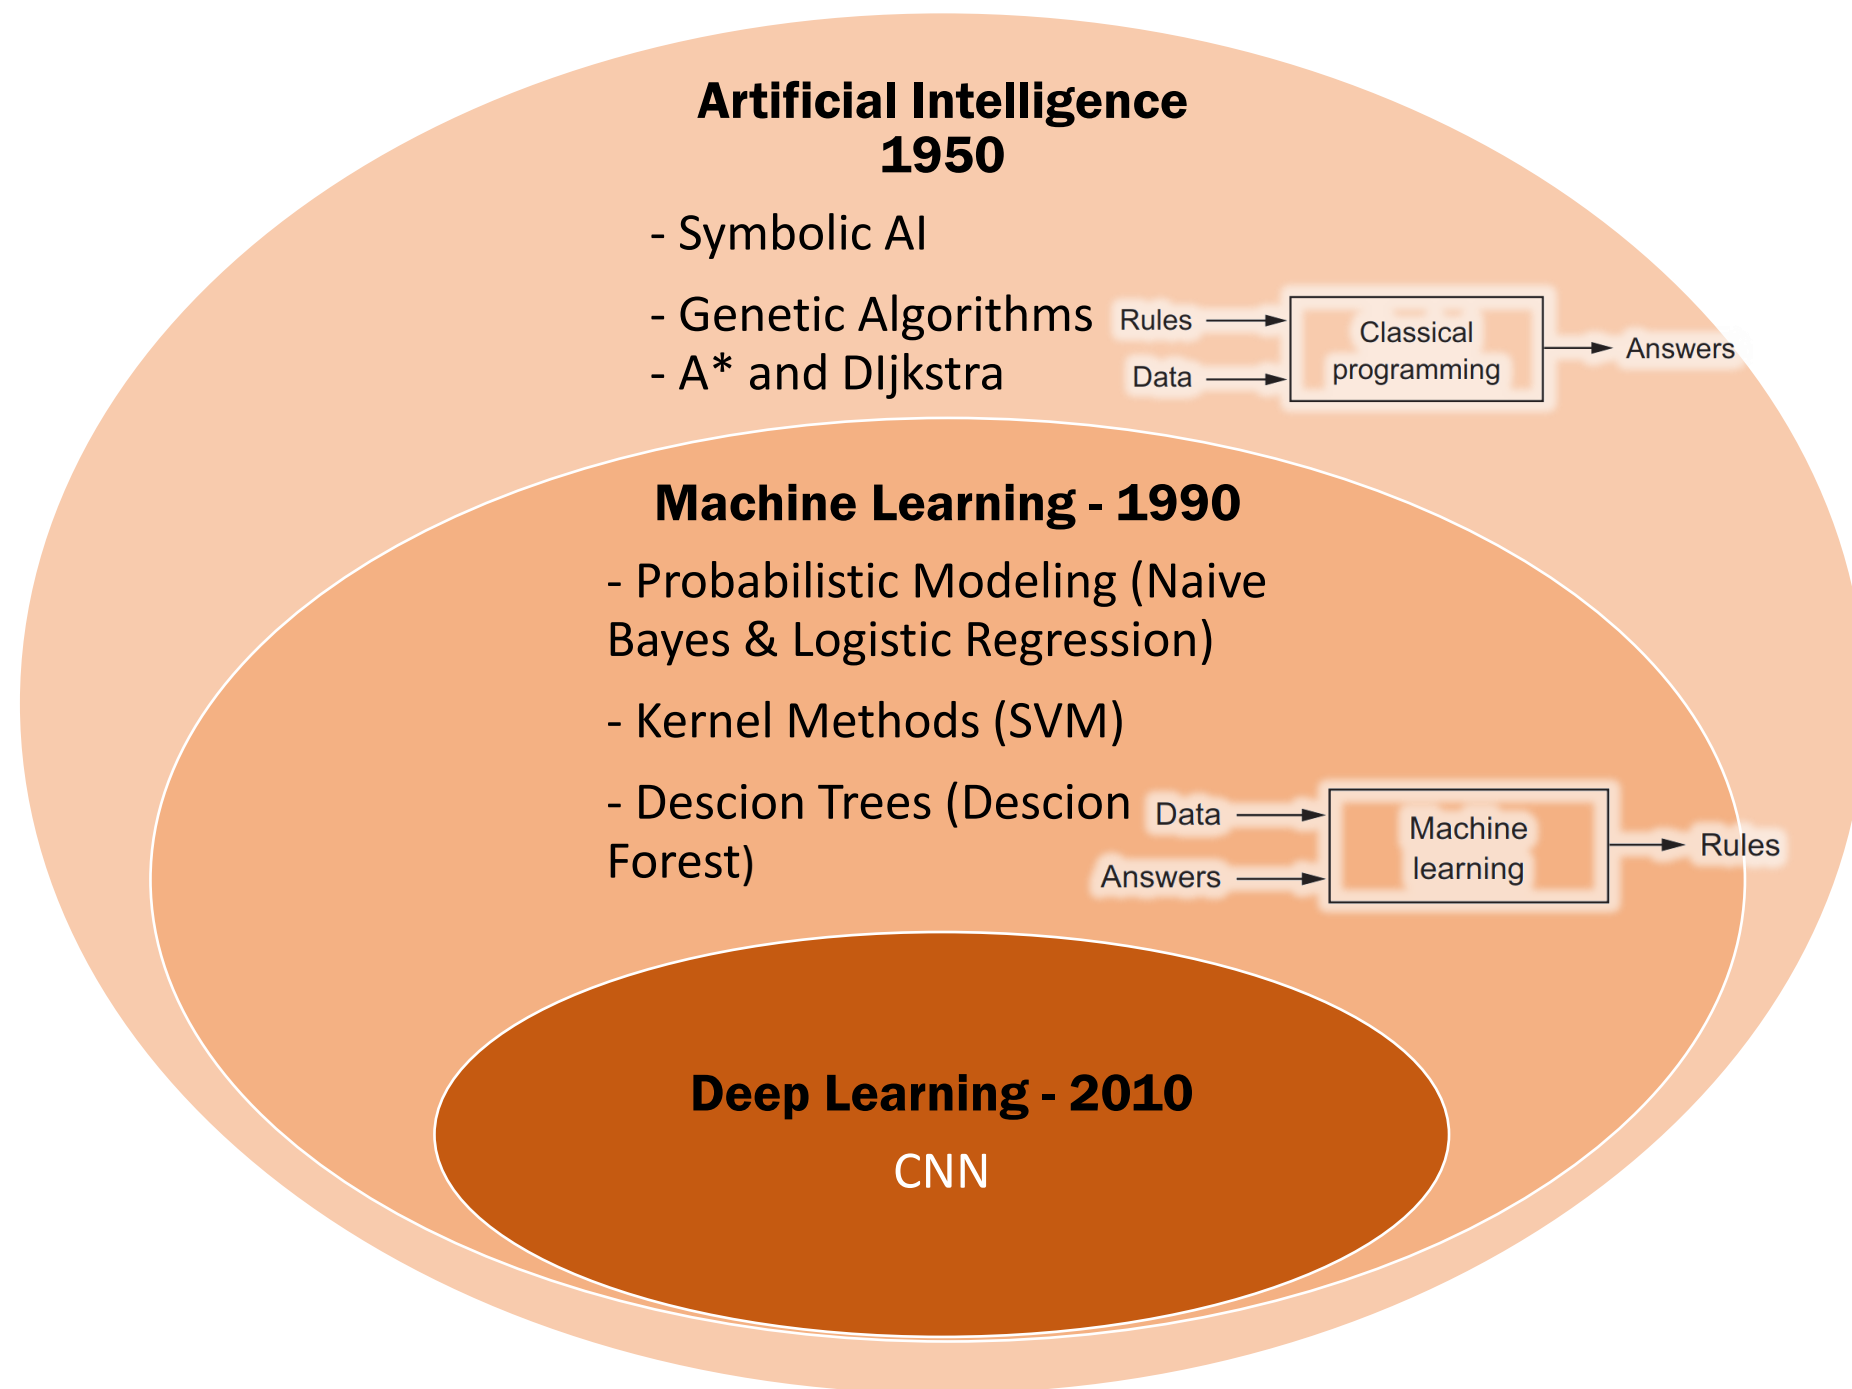 Artificial Intelligence
1950
- Symbolic AI
- Genetic Algorithms
- A* and DIjkstra
Rules
Data
Classical
programming
Answers
Machine Learning - 1990
- Probabilistic Modeling (Naive
Bayes & Logistic Regression)
- Kernel Methods (SVM)
- Descion Trees (Descion
Forest)
Data
Answers
Machine
learning
Rules
Deep Learning - 2010
CNN